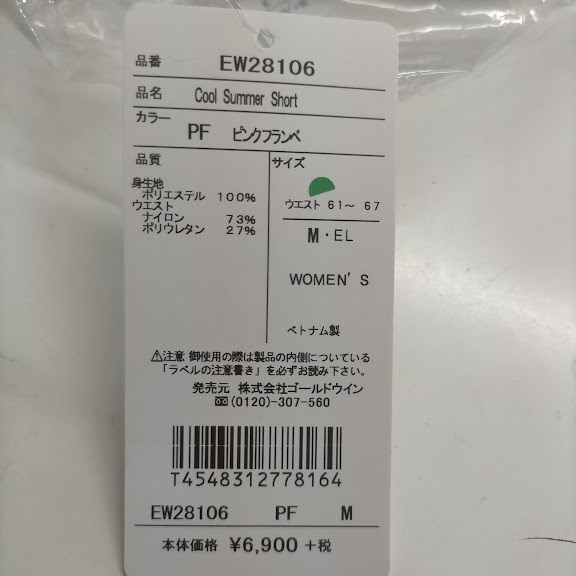 品番 EW28106
品名 Cool Summer Short
カラー
PF ピンクフランベ
品質
身生地
ポリエステル 100%
ウエスト
ナイロン 73%
ポリウレタン 27%
サイズ
ウエスト 61～ 67
M・EL
WOMEN'S
ベトナム製
⚠注意 御使用の際は製品の内側についている
「ラベルの注意書き」を必ずお読み下さい。
発売元 株式会社ゴールドウイン
(0120)-307-560
T4548312778164
EW28106 PF M
本体価格 ¥6,900 +税